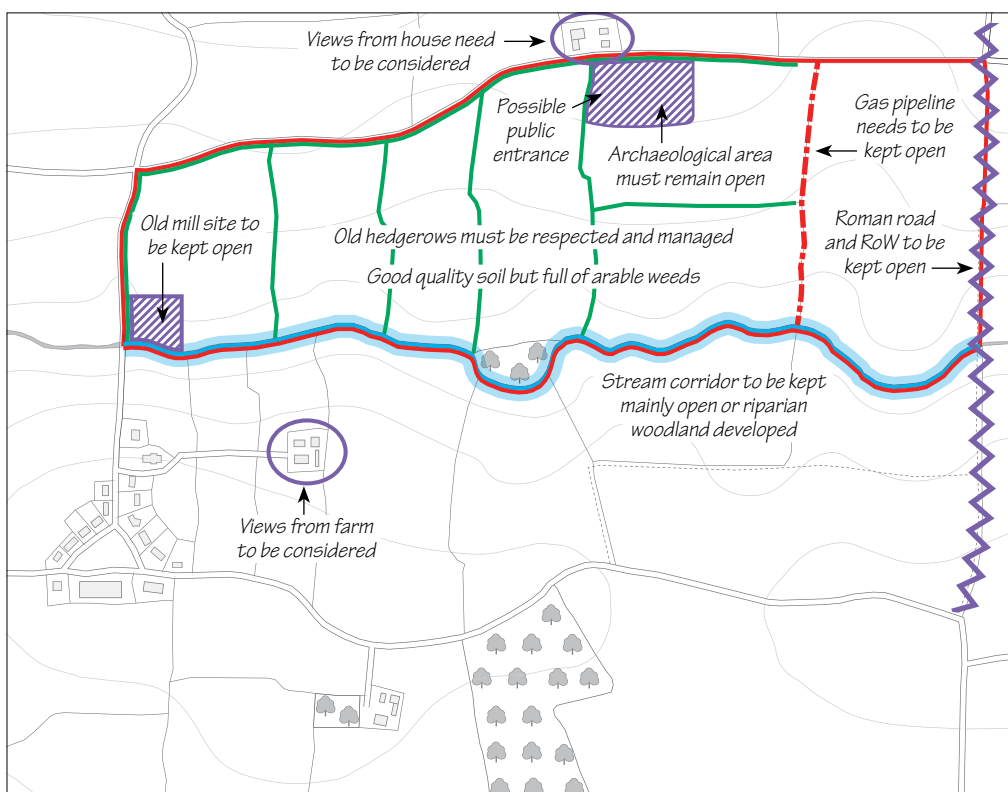 Views from house need
to be considered
Possible
public
entrance
Archaeological area
must remain open
Gas pipeline
needs to be
kept open
Old mill site to
be kept open
Old hedgerows must be respected and managed
Good quality soil but full of arable weeds
Roman road
and RoW to be
kept open
Stream corridor to be kept
mainly open or riparian
woodland developed
Views from farm
to be considered